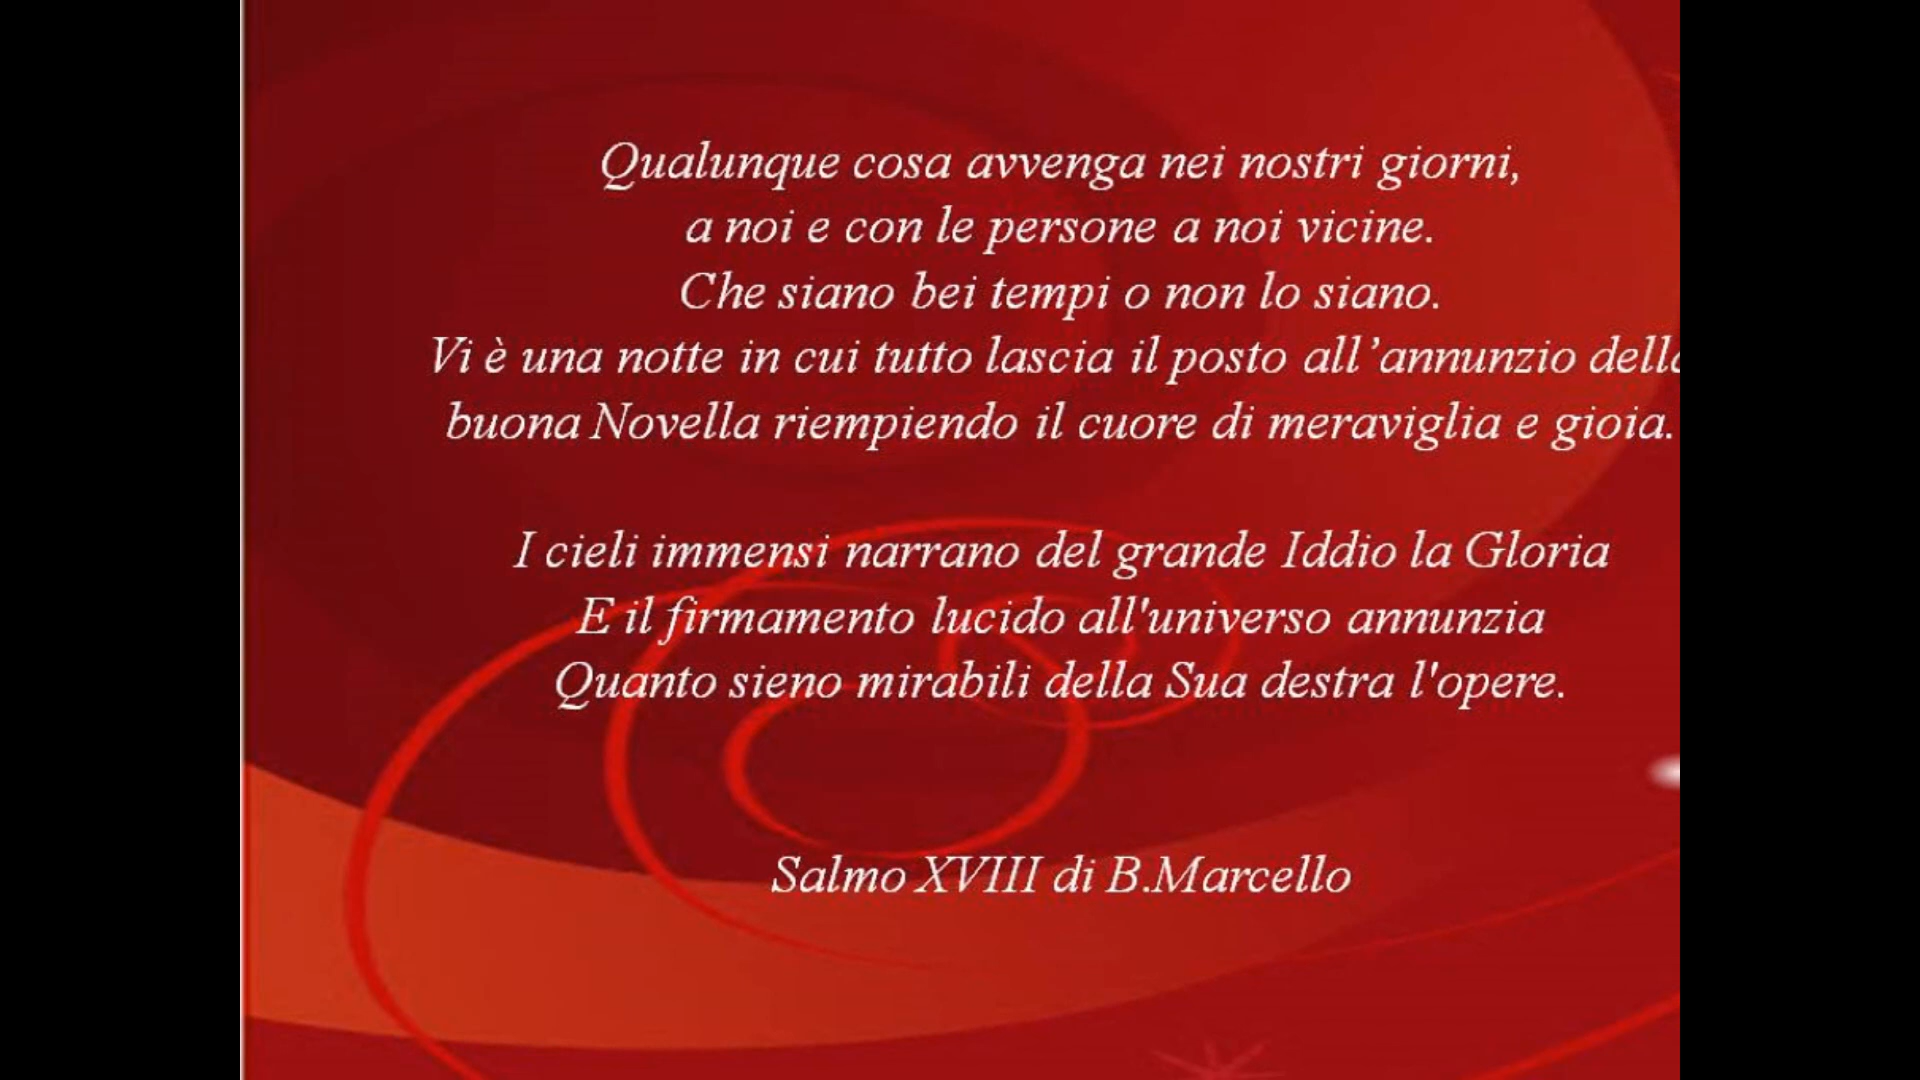 Qualunque cosa avvenga nei nostri giorni,
a noi e con le persone a noi vicine.
Che siano bei tempi o non lo siano.
Vi è una notte in cui tutto lascia il posto all’annunzio della
buona Novella riempiendo il cuore di meraviglia e gioia.
I cieli immensi narrano del grande Iddio la Gloria
E il firmamento lucido all'universo annunzia
Quanto sieno mirabili della Sua destra l'opere.
Salmo XVIII di B.Marcello